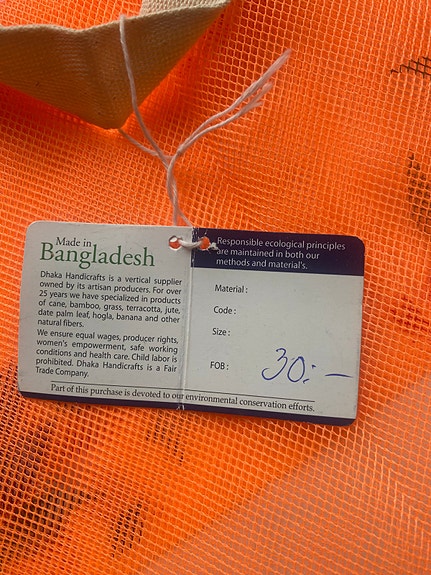 Made in
Bangladesh
Dhaka Handicrafts is a vertical supplier
owned by its artisan producers. For over
25 years we have specialized in products
of cane, bamboo, grass, terracotta, jute,
date palm leaf, hogla, banana and other
natural fibers.
We ensure equal wages, producer rights,
women's empowerment, safe working
conditions and health care. Child labor is
prohibited. Dhaka Handicrafts is a Fair
Trade Company.
Responsible ecological principles
are maintained in both our
methods and material's.
Material :
Code :
Size :
FOB : 30:-
Part of this purchase is devoted to our environmental conservation efforts.